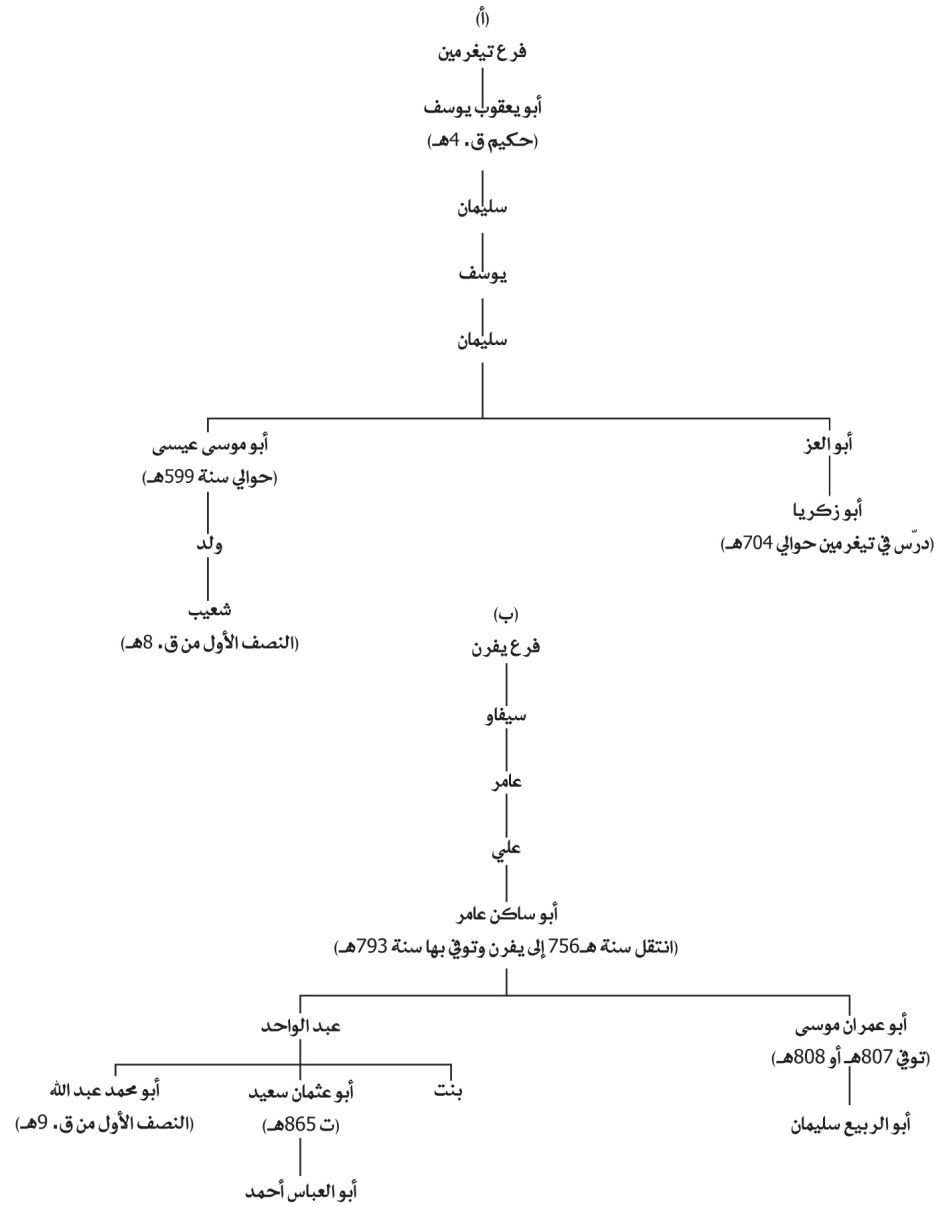 (أ)
فرع تيغرمين
أبو يعقوب يوسف
(حكيم ق. 4هـ)
سليمان
يوسف
سليمان
أبو العز
أبو موسى عيسى
(حوالي سنة 599هـ)
أبو زكريا
(درّس في تيغرمين حوالي 704هـ)
ولد
شعيب
(النصف الأول من ق. 8هـ)
(ب)
فرع يفرن
سيفاو
عامر
علي
أبو ساكن عامر
(انتقل سنة هـ756 إلى يفرن وتوفي بها سنة 793هـ)
أبو عمران موسى
(توفي 807هـ أو 808هـ)
عبد الواحد
أبو الربيع سليمان
بنت
أبو عثمان سعيد
(ت 865هـ)
أبو محمد عبد الله
(النصف الأول من ق. 9هـ)
أبو العباس أحمد